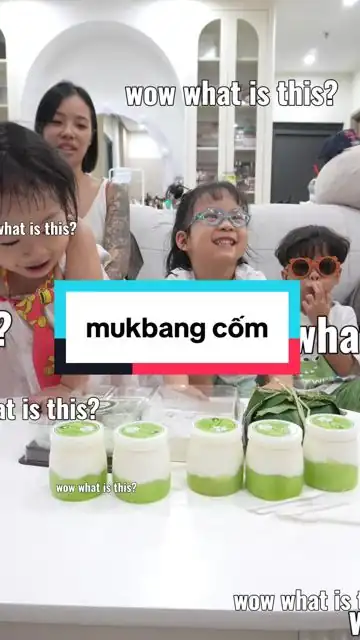 wow what is this?
what is this?
?
mukbang cốm
wha
at is this?
wow what is this?
wow what is t
w